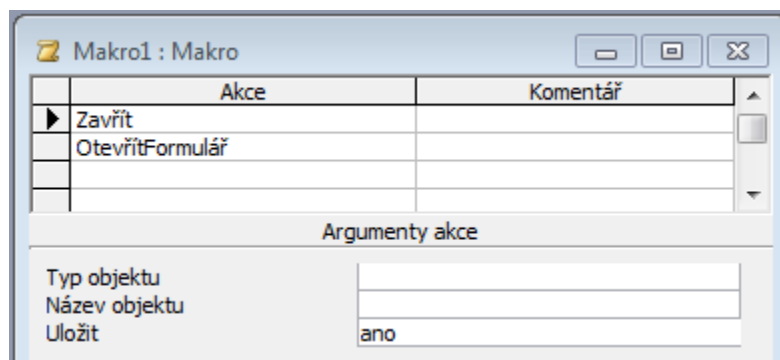 Makro1 : Makro
Akce Komentář
Zavřít
OtevřítFormulář
Argumenty akce
Typ objektu
Název objektu
Uložit ano